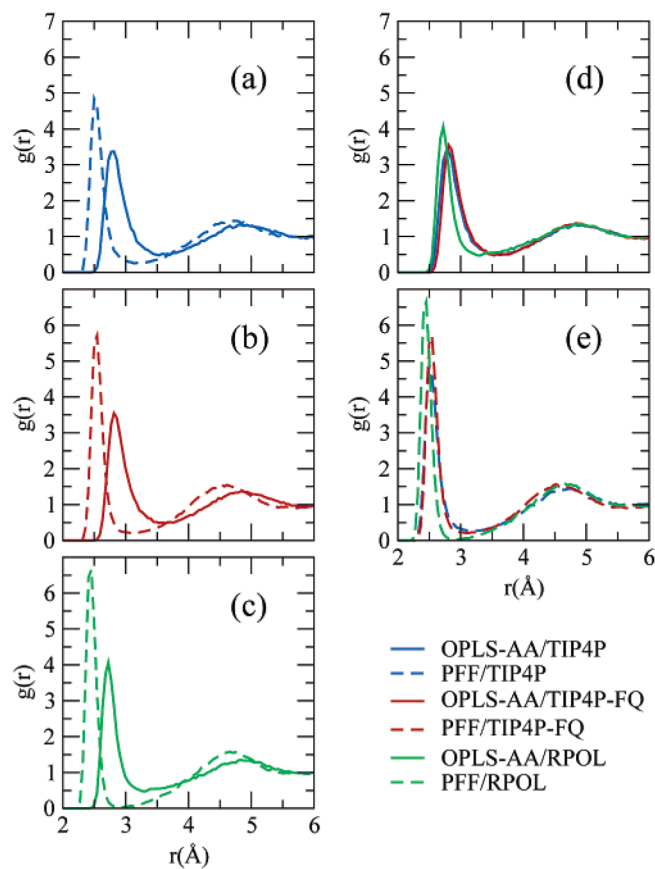 7
6
5
4
3
2
1
0
g(r)
(a)
7
6
5
4
3
2
1
0
g(r)
(d)
6
5
4
3
2
1
0
g(r)
(b)
6
5
4
3
2
1
0
g(r)
(e)
2 3 4 5 6
r(Å)
6
5
4
3
2
1
0
g(r)
(c)
2 3 4 5 6
r(Å)
OPLS-AA/TIP4P
PFF/TIP4P
OPLS-AA/TIP4P-FQ
PFF/TIP4P-FQ
OPLS-AA/RPOL
PFF/RPOL